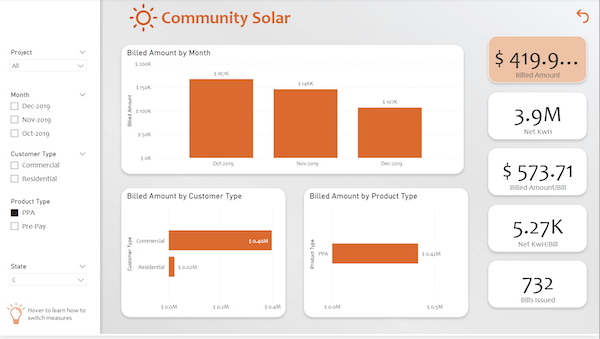 Community Solar
Project
All
Month
Dec-2019
Nov-2019
Oct-2019
Customer Type
Commercial
Residential
Product Type
PPA
Pre-Pay
State
Hover to learn how to
switch measures
Billed Amount by Month
Billed Amount
$ 200K
$ 150K
$ 100K
$ 50K
$ 0K
$ 167K
$ 146K
$ 107K
Oct-2019 Nov-2019 Dec-2019
Billed Amount by Customer Type
Customer Type
Commercial $ 0.40M
Residential $ 0.02M
$ 0.0M $ 0.2M $ 0.4M
Billed Amount by Product Type
Product Type
PPA $ 0.42M
$ 0.0M $ 0.5M
$ 419.9...
Billed Amount
3.9M
Net KwH
$ 573.71
Billed Amount/Bill
5.27K
Net KwH/Bill
732
Bills Issued